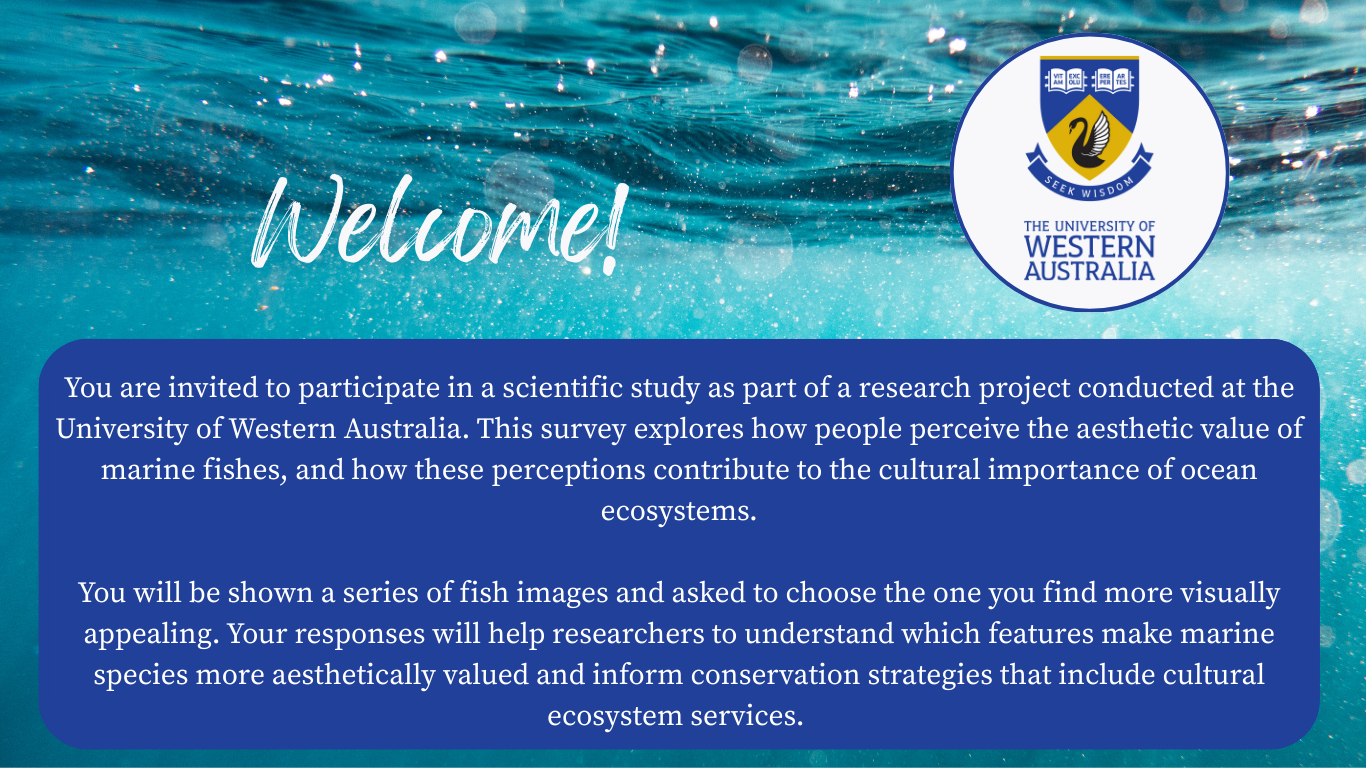 Welcome!
VIT EXC ERE AR
AM OLU PER TES
SEEK WISDOM
THE UNIVERSITY OF
WESTERN
AUSTRALIA
You are invited to participate in a scientific study as part of a research project conducted at the
University of Western Australia. This survey explores how people perceive the aesthetic value of
marine fishes, and how these perceptions contribute to the cultural importance of ocean
ecosystems.
You will be shown a series of fish images and asked to choose the one you find more visually
appealing. Your responses will help researchers to understand which features make marine
species more aesthetically valued and inform conservation strategies that include cultural
ecosystem services.